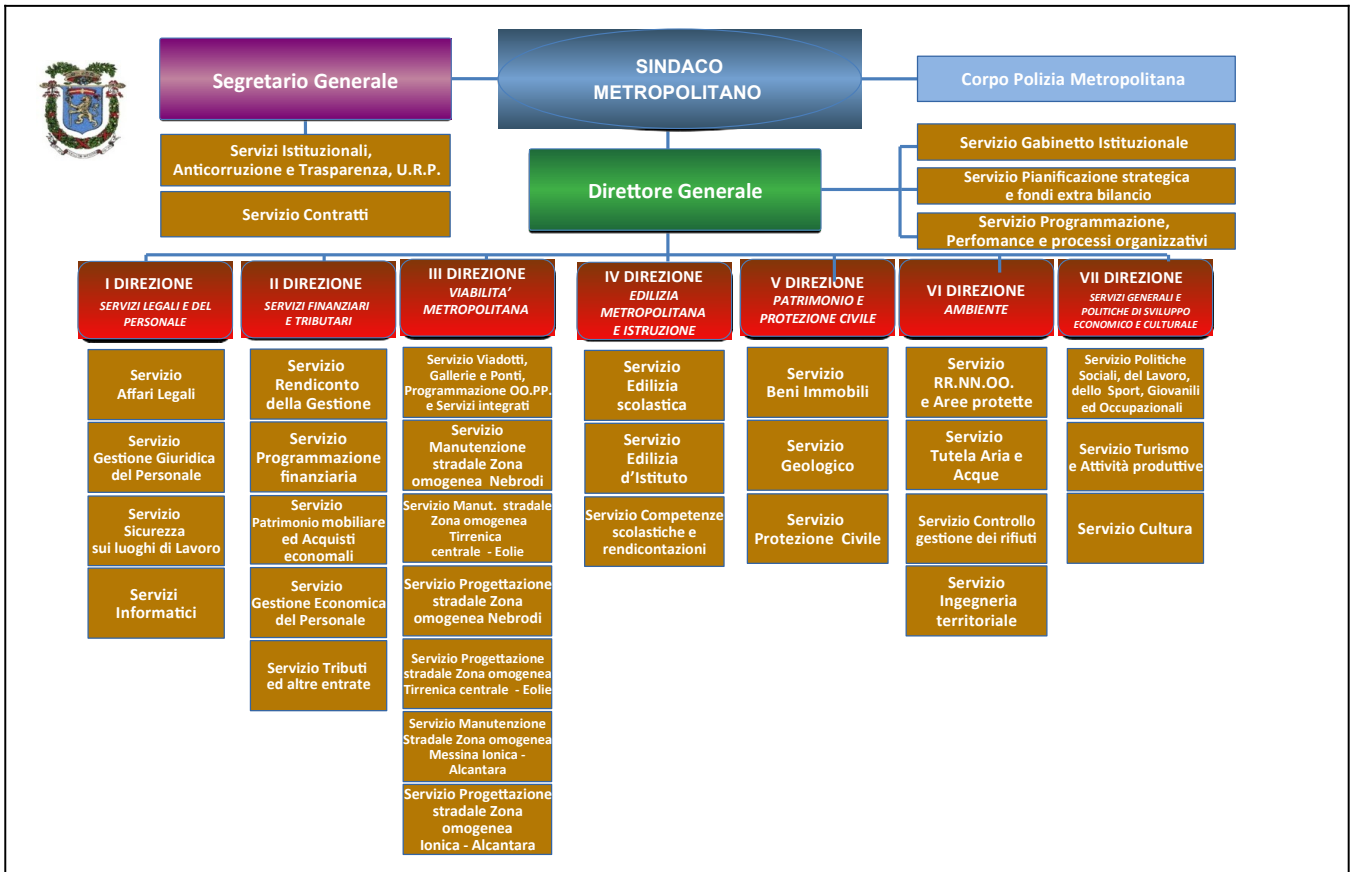 Segretario Generale
SINDACO
METROPOLITANO
Corpo Polizia Metropolitana
Servizi Istituzionali,
Anticorruzione e Trasparenza, U.R.P.
Servizio Contratti
Direttore Generale
Servizio Gabinetto Istituzionale
Servizio Pianificazione strategica
e fondi extra bilancio
Servizio Programmazione,
Perfomance e processi organizzativi
I DIREZIONE
SERVIZI LEGALI E DEL
PERSONALE
II DIREZIONE
SERVIZI FINANZIARI
E TRIBUTARI
III DIREZIONE
VIABILITA’
METROPOLITANA
IV DIREZIONE
EDILIZIA
METROPOLITANA
E ISTRUZIONE
V DIREZIONE
PATRIMONIO E
PROTEZIONE CIVILE
VI DIREZIONE
AMBIENTE
VII DIREZIONE
SERVIZI GENERALI E
POLITICHE DI SVILUPPO
ECONOMICO E CULTURALE
Servizio
Affari Legali
Servizio
Gestione Giuridica
del Personale
Servizio
Sicurezza
sui luoghi di Lavoro
Servizi
Informatici
Servizio
Rendiconto
della Gestione
Servizio
Programmazione
finanziaria
Servizio
Patrimonio mobiliare
ed Acquisti
economali
Servizio
Gestione Economica
del Personale
Servizio Tributi
ed altre entrate
Servizio Viadotti,
Gallerie e Ponti,
Programmazione OO.PP.
e Servizi integrati
Servizio
Manutenzione
stradale Zona
omogenea Nebrodi
Servizio Manut. stradale
Zona omogenea
Tirrenica
centrale - Eolie
Servizio Progettazione
stradale Zona
omogenea Nebrodi
Servizio Progettazione
stradale Zona omogenea
Tirrenica centrale - Eolie
Servizio Manutenzione
Stradale Zona omogenea
Messina Ionica -
Alcantara
Servizio Progettazione
stradale Zona
omogenea
Ionica - Alcantara
Servizio
Edilizia
scolastica
Servizio
Edilizia
d’Istituto
Servizio Competenze
scolastiche e
rendicontazioni
Servizio
Beni Immobili
Servizio
Geologico
Servizio
Protezione Civile
Servizio
RR.NN.OO.
e Aree protette
Servizio
Tutela Aria e
Acque
Servizio Controllo
gestione dei rifiuti
Servizio
Ingegneria
territoriale
Servizio Politiche
Sociali, del Lavoro,
dello Sport, Giovanili
ed Occupazionali
Servizio Turismo
e Attività produttive
Servizio Cultura